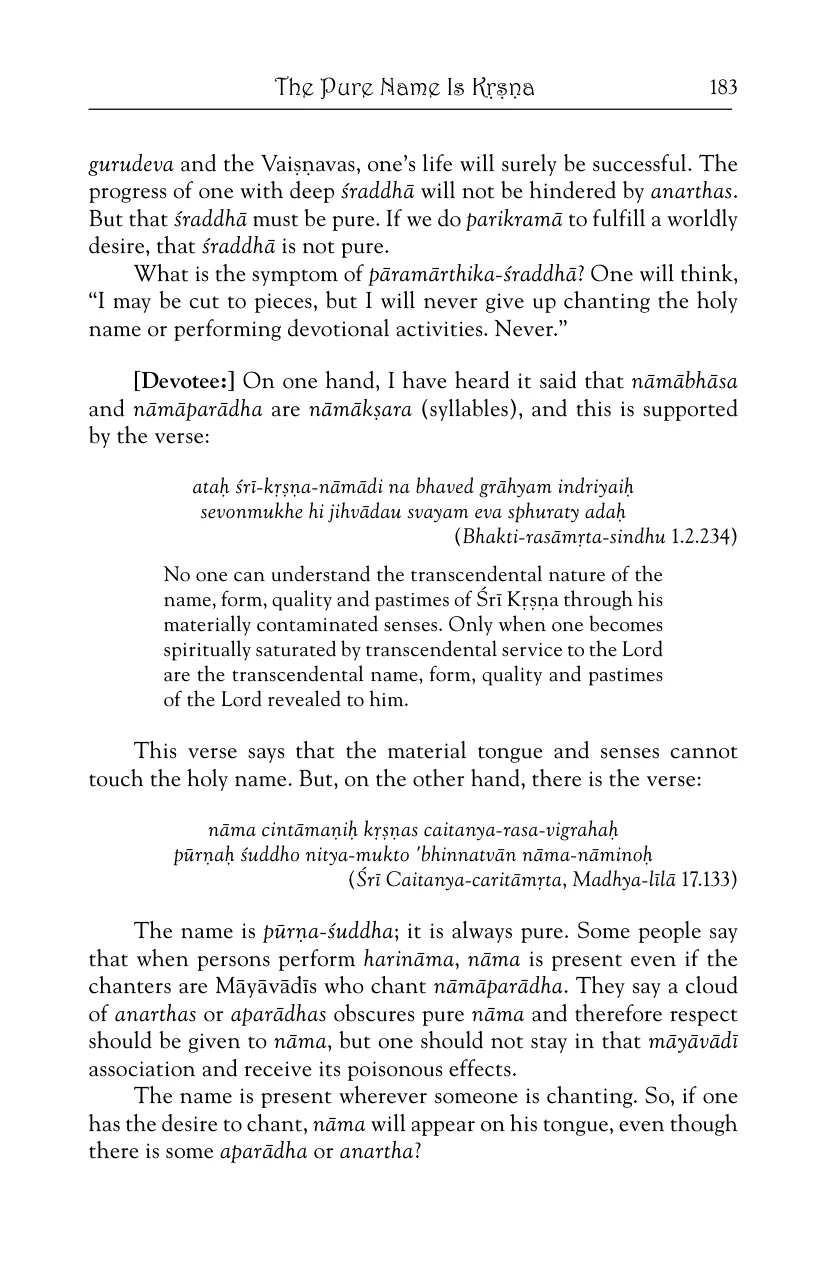 The Pure Name Is Kṛṣṇa 183
gurudeva and the Vaiṣṇavas, one’s life will surely be successful. The
progress of one with deep śraddhā will not be hindered by anarthas.
But that śraddhā must be pure. If we do parikramā to fulfill a worldly
desire, that śraddhā is not pure.
What is the symptom of pāramārthika-śraddhā? One will think,
“I may be cut to pieces, but I will never give up chanting the holy
name or performing devotional activities. Never.”
[Devotee:] On one hand, I have heard it said that nāmābhāsa
and nāmāparādha are nāmākṣara (syllables), and this is supported
by the verse:
ataḥ śrī-kṛṣṇa-nāmādi na bhaved grāhyam indriyaiḥ
sevonmukhe hi jihvādau svayam eva sphuraty adaḥ
(Bhakti-rasāmṛta-sindhu 1.2.234)
No one can understand the transcendental nature of the
name, form, quality and pastimes of Śrī Kṛṣṇa through his
materially contaminated senses. Only when one becomes
spiritually saturated by transcendental service to the Lord
are the transcendental name, form, quality and pastimes
of the Lord revealed to him.
This verse says that the material tongue and senses cannot
touch the holy name. But, on the other hand, there is the verse:
nāma cintāmaṇiḥ kṛṣṇas caitanya-rasa-vigrahaḥ
pūrṇaḥ śuddho nitya-mukto 'bhinnatvān nāma-nāminoḥ
(Śrī Caitanya-caritāmṛta, Madhya-līlā 17.133)
The name is pūrṇa-śuddha; it is always pure. Some people say
that when persons perform harināma, nāma is present even if the
chanters are Māyāvādīs who chant nāmāparādha. They say a cloud
of anarthas or aparādhas obscures pure nāma and therefore respect
should be given to nāma, but one should not stay in that māyāvādī
association and receive its poisonous effects.
The name is present wherever someone is chanting. So, if one
has the desire to chant, nāma will appear on his tongue, even though
there is some aparādha or anartha?